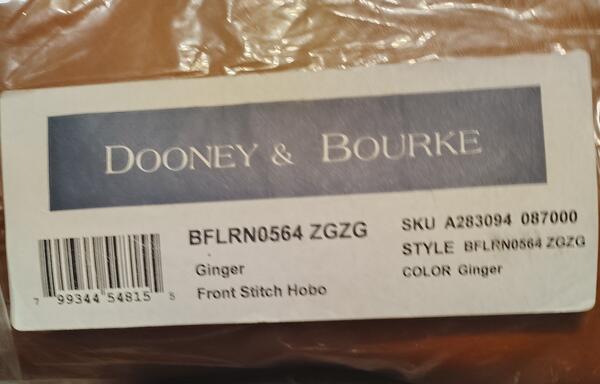 DOONEY & BOURKE
BFLRN0564 ZGZG
Ginger
Front Stitch Hobo
SKU A283094 087000
STYLE BFLRN0564 ZGZG
COLOR Ginger
7 99344 54815 5